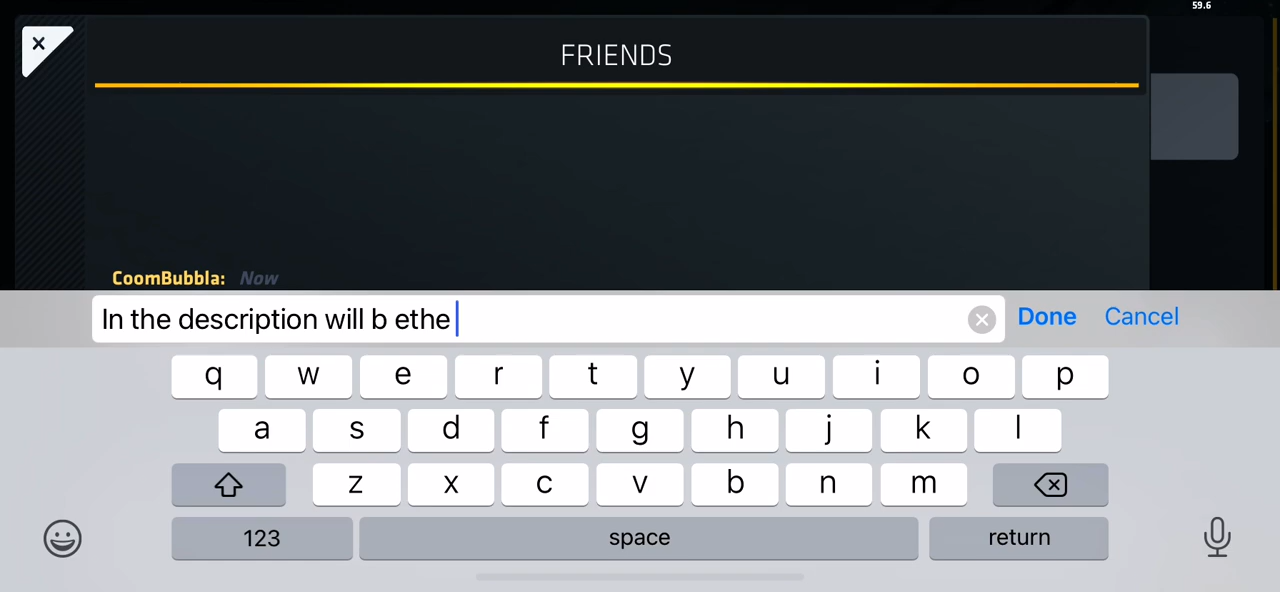 59.6
FRIENDS
CoomBubbla: Now
In the description will b ethe
Done Cancel
q w e r t y u i o p
a s d f g h j k l
z x c v b n m
123 space return